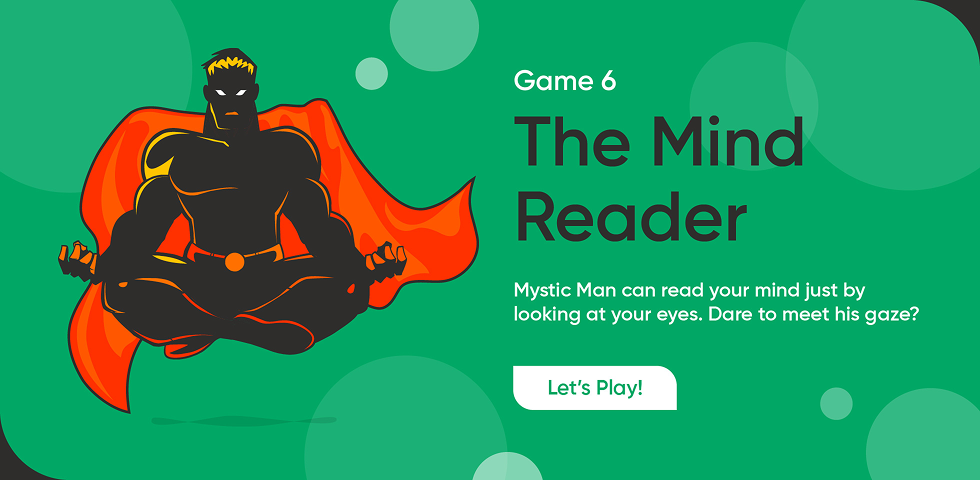 Game 6
The Mind
Reader
Mystic Man can read your mind just by
looking at your eyes. Dare to meet his gaze?
Let’s Play!